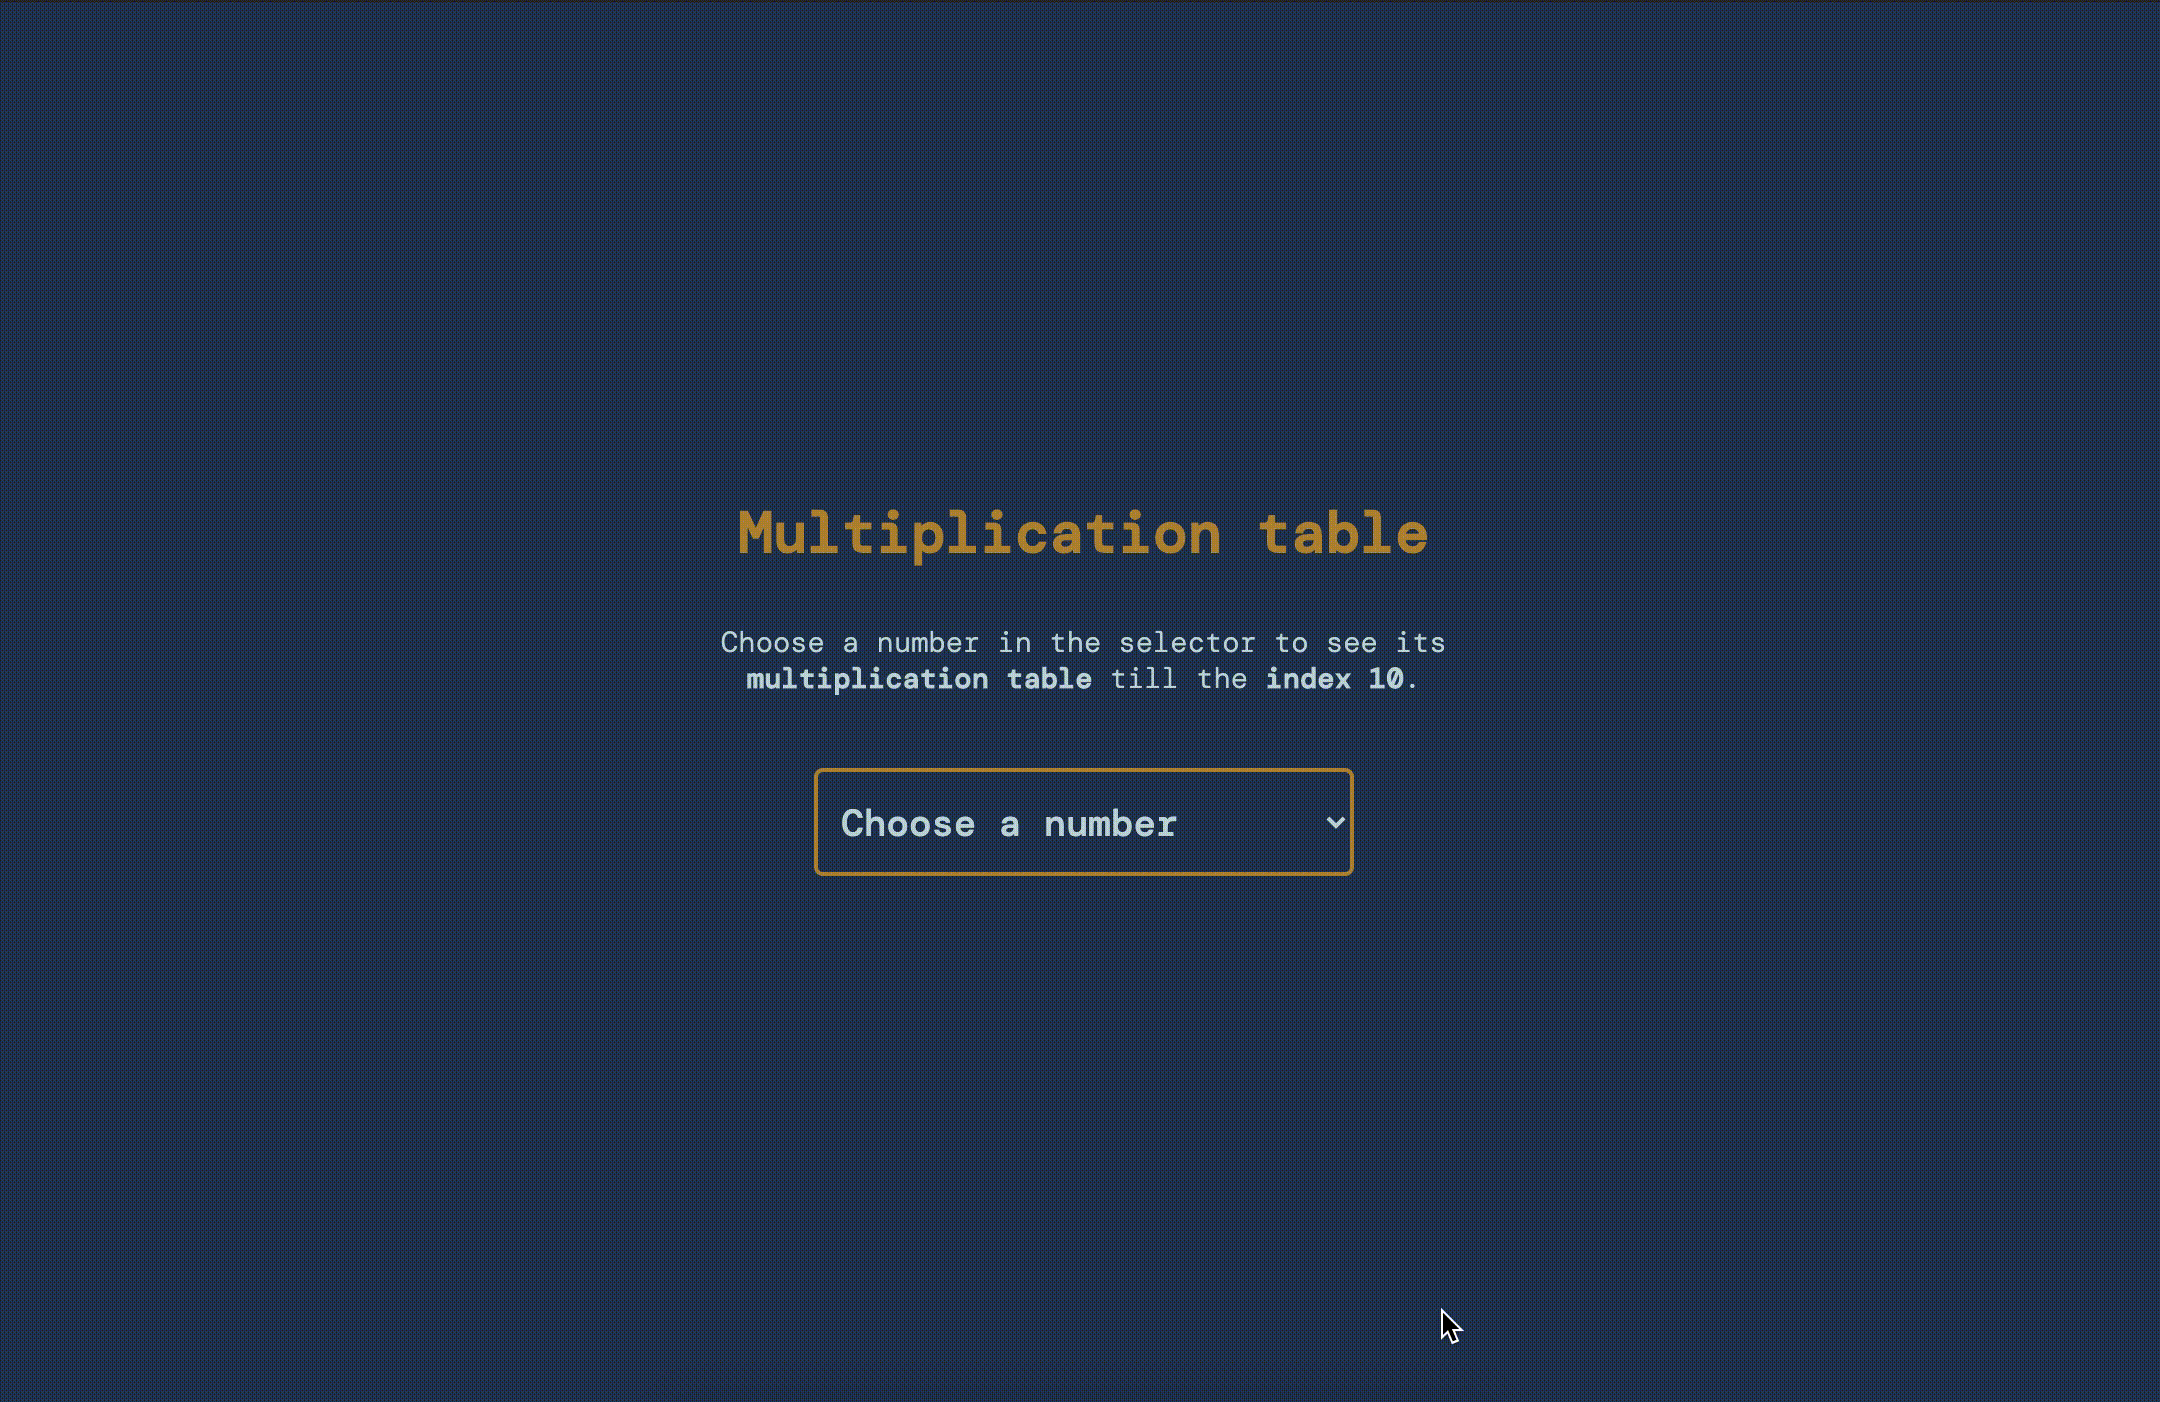 Multiplication table
Choose a number in the selector to see its
multiplication table till the index 10.
Choose a number